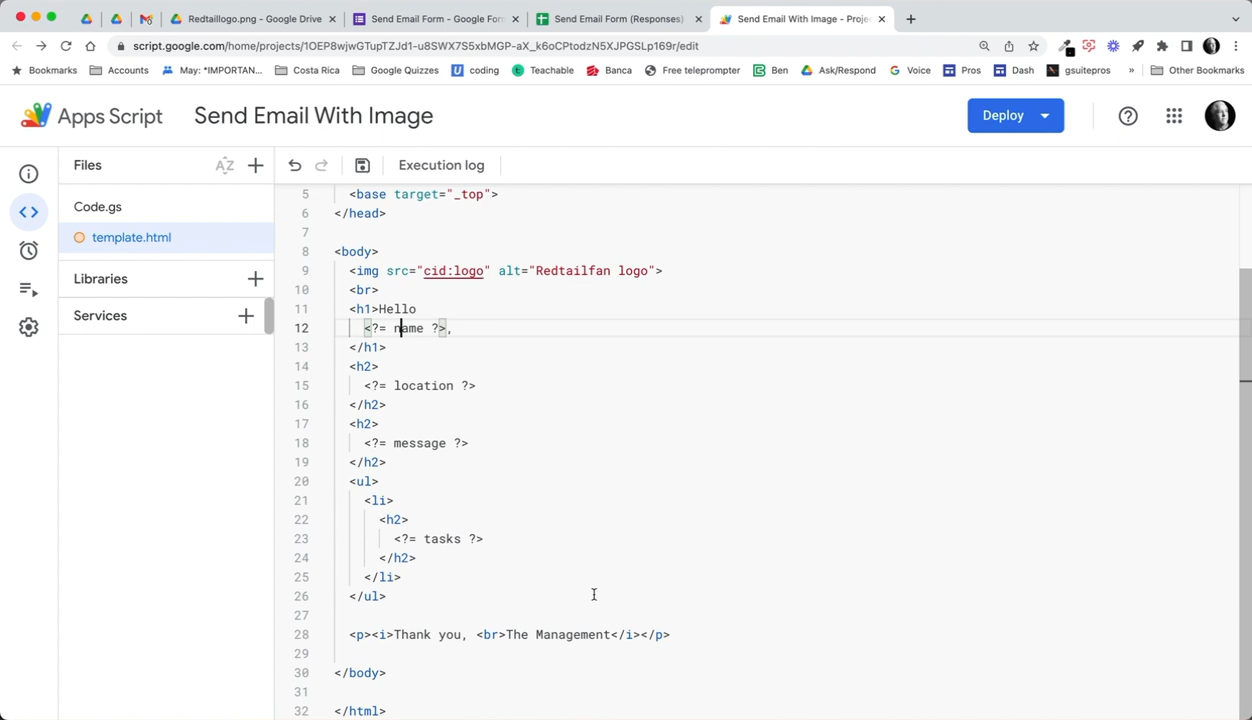 Redtaillogo.png - Google Drive
Send Email Form - Google For
Send Email Form (Responses)
Send Email With Image - Proje
script.google.com/home/projects/1OEP8wjwGTupTZJd1-u8SWX7S5xbMGP-aX_k6oCPtodzN5XJPGSLp169r/edit
Bookmarks
Accounts
May: *IMPORTAN...
Costa Rica
Google Quizzes
coding
Teachable
Banca
Free teleprompter
Ben
Ask/Respond
Voice
Pros
Dash
gsuitepros
»
Other Bookmarks
Apps Script
Send Email With Image
Deploy
Files
AZ
Execution log
Code.gs
template.html
Libraries
Services
5 <base target="_top">
6 </head>
7
8 <body>
9 <img src="cid:logo" alt="Redtailfan logo">
10 <br>
11 <h1>Hello
12 <?= name ?>,
13 </h1>
14 <h2>
15 <?= location ?>
16 </h2>
17 <h2>
18 <?= message ?>
19 </h2>
20 <ul>
21 <li>
22 <h2>
23 <?= tasks ?>
24 </h2>
25 </li>
26 </ul>
27
28 <p><i>Thank you, <br>The Management</i></p>
29
30 </body>
31
32 </html>